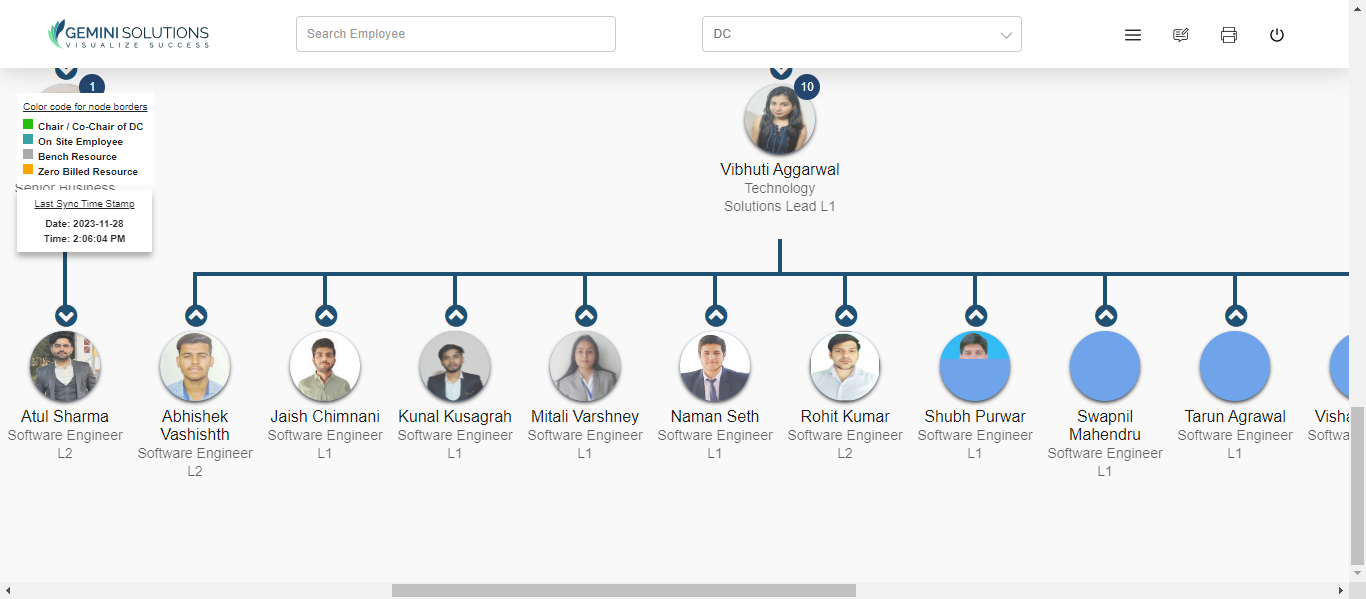 GEMINI SOLUTIONS
VISUALIZE SUCCESS
Search Employee
DC
1
10
Color code for node borders
Chair / Co-Chair of DC
On Site Employee
Bench Resource
Zero Billed Resource
Senior Business
Last Sync Time Stamp
Date: 2023-11-28
Time: 2:06:04 PM
Vibhuti Aggarwal
Technology
Solutions Lead L1
Atul Sharma
Software Engineer
L2
Abhishek
Vashishth
Software Engineer
L2
Jaish Chimnani
Software Engineer
L1
Kunal Kusagrah
Software Engineer
L1
Mitali Varshney
Software Engineer
L1
Naman Seth
Software Engineer
L1
Rohit Kumar
Software Engineer
L2
Shubh Purwar
Software Engineer
L1
Swapnil
Mahendru
Software Engineer
L1
Tarun Agrawal
Software Engineer
L1